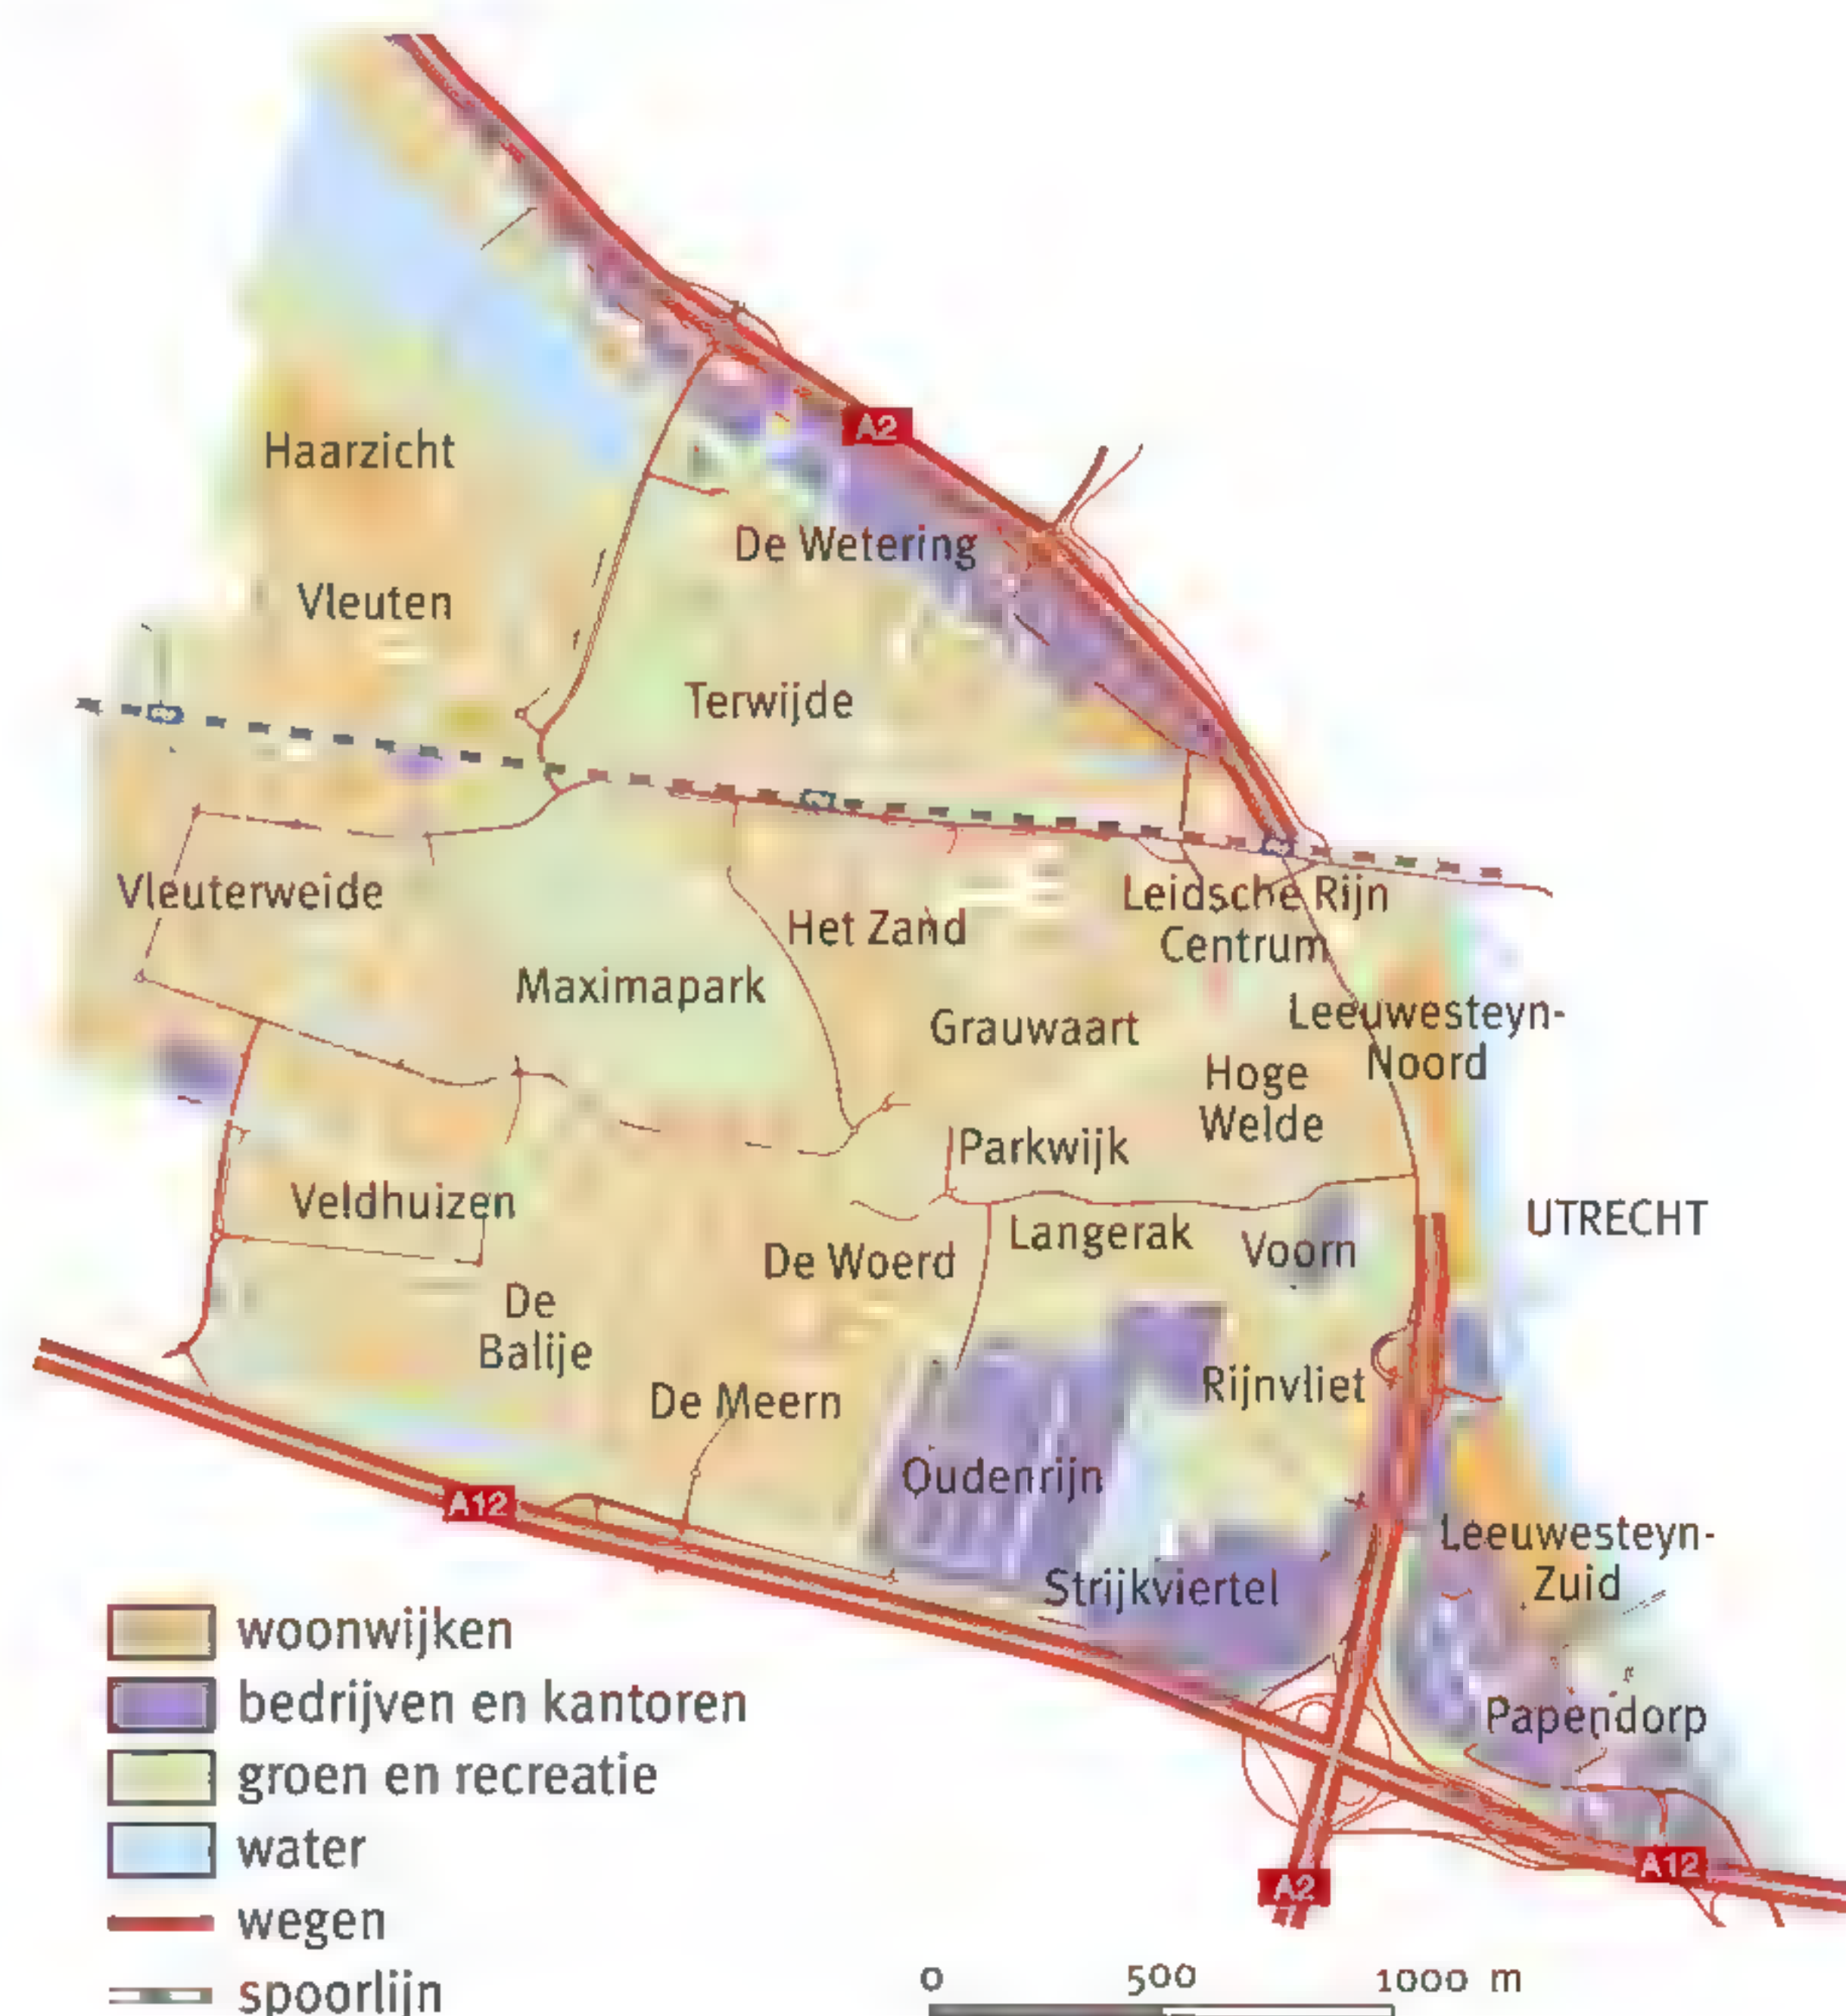 A2
Haarzicht
De Wetering
Vleuten
Terwijde
Vleuterweide
Leidsche Rijn
Centrum
Het Zand
Maximapark
Leeuwesteyn-
Noord
Grauwaart
Hoge
Welde
Parkwijk
Veldhuizen
UTRECHT
Langerak
Voorn
De Woerd
De
Balije
Rijnvliet
De Meern
Oudenrijn
A12
Leeuwesteyn-
Zuid
Strijkviertel
Papendorp
A12
A2
woonwijken
bedrijven en kantoren
groen en recreatie
water
wegen
spoorlijn
0 500 1000 m